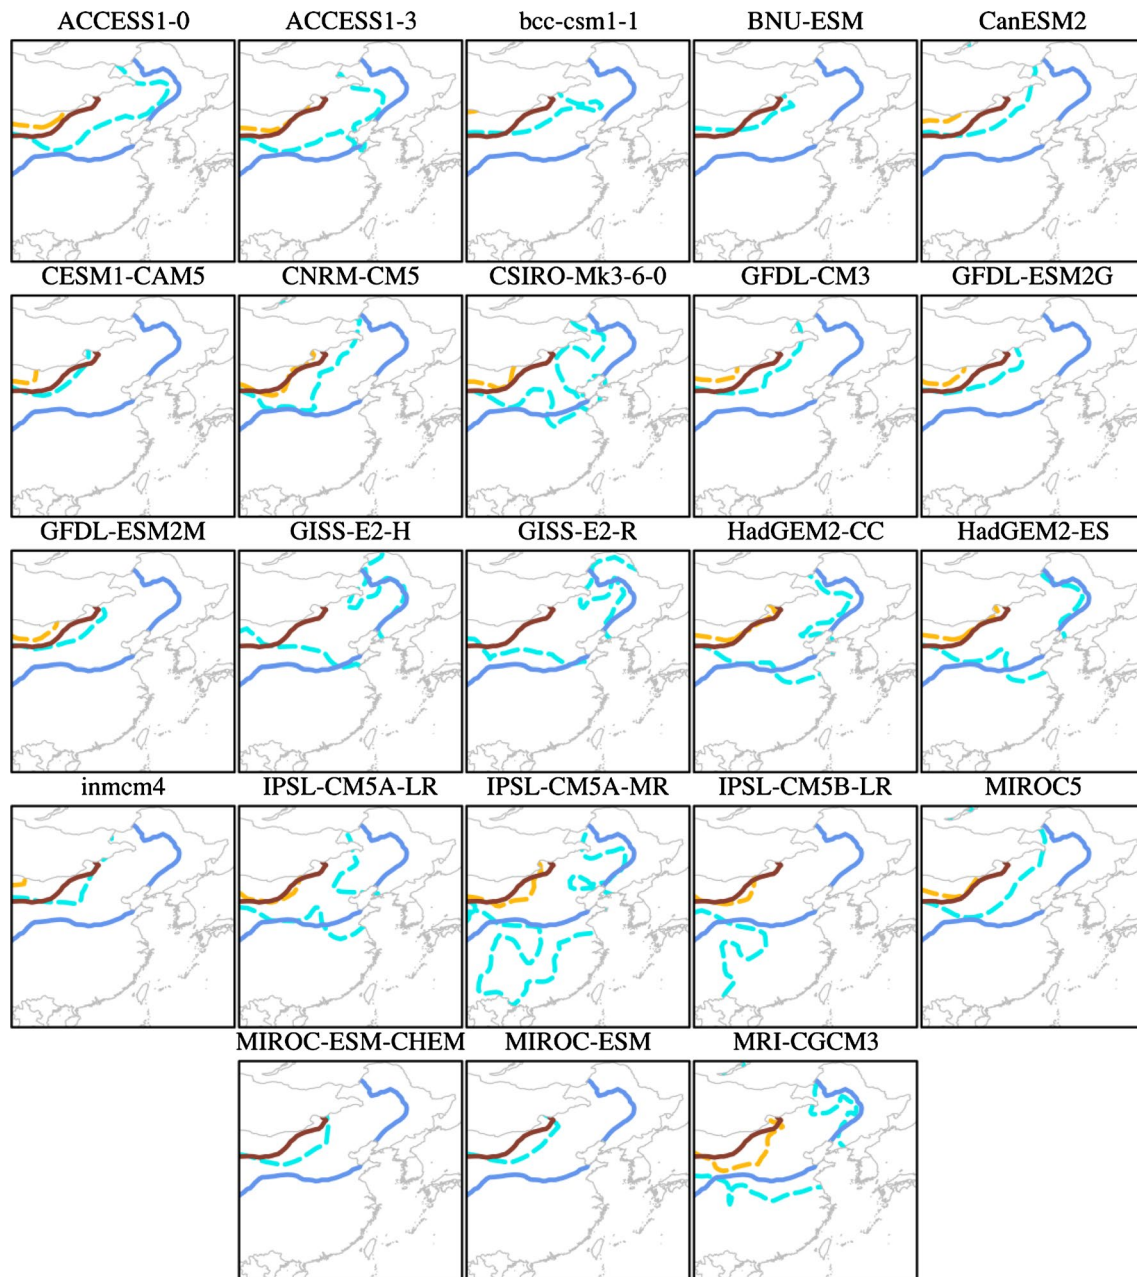 ACCESS1-0 ACCESS1-3 bcc-csm1-1 BNU-ESM CanESM2
CESM1-CAM5 CNRM-CM5 CSIRO-Mk3-6-0 GFDL-CM3 GFDL-ESM2G
GFDL-ESM2M GISS-E2-H GISS-E2-R HadGEM2-CC HadGEM2-ES
inmcm4 IPSL-CM5A-LR IPSL-CM5A-MR IPSL-CM5B-LR MIROC5
MIROC-ESM-CHEM MIROC-ESM MRI-CGCM3